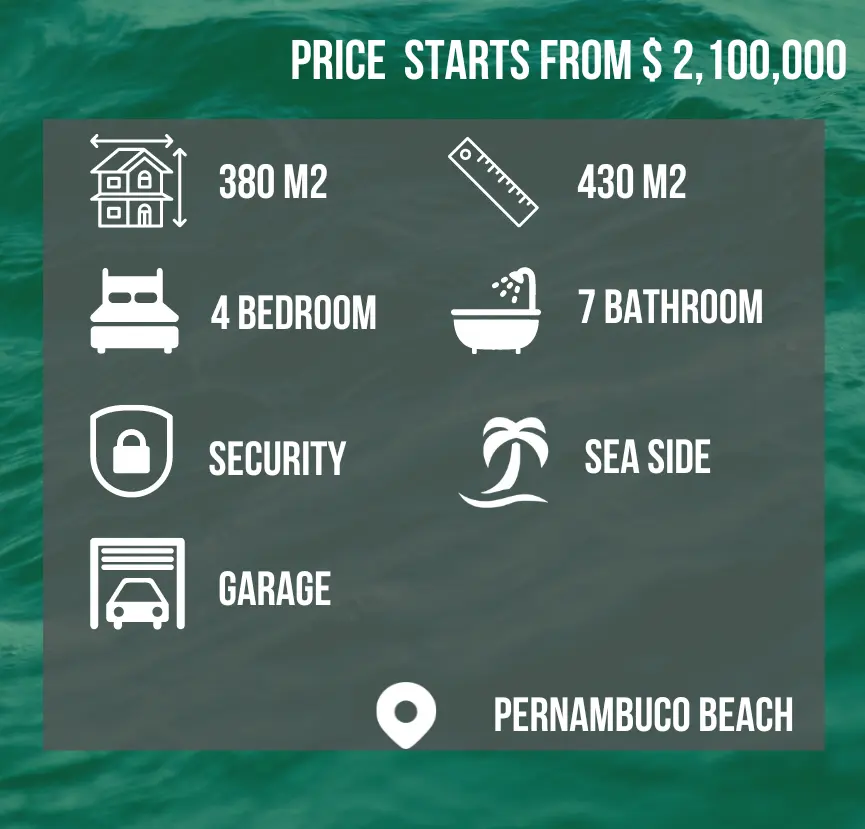 PRICE STARTS FROM $ 2,100,000
380 M2
430 M2
4 BEDROOM
7 BATHROOM
SECURITY
SEA SIDE
GARAGE
PERNAMBUCO BEACH